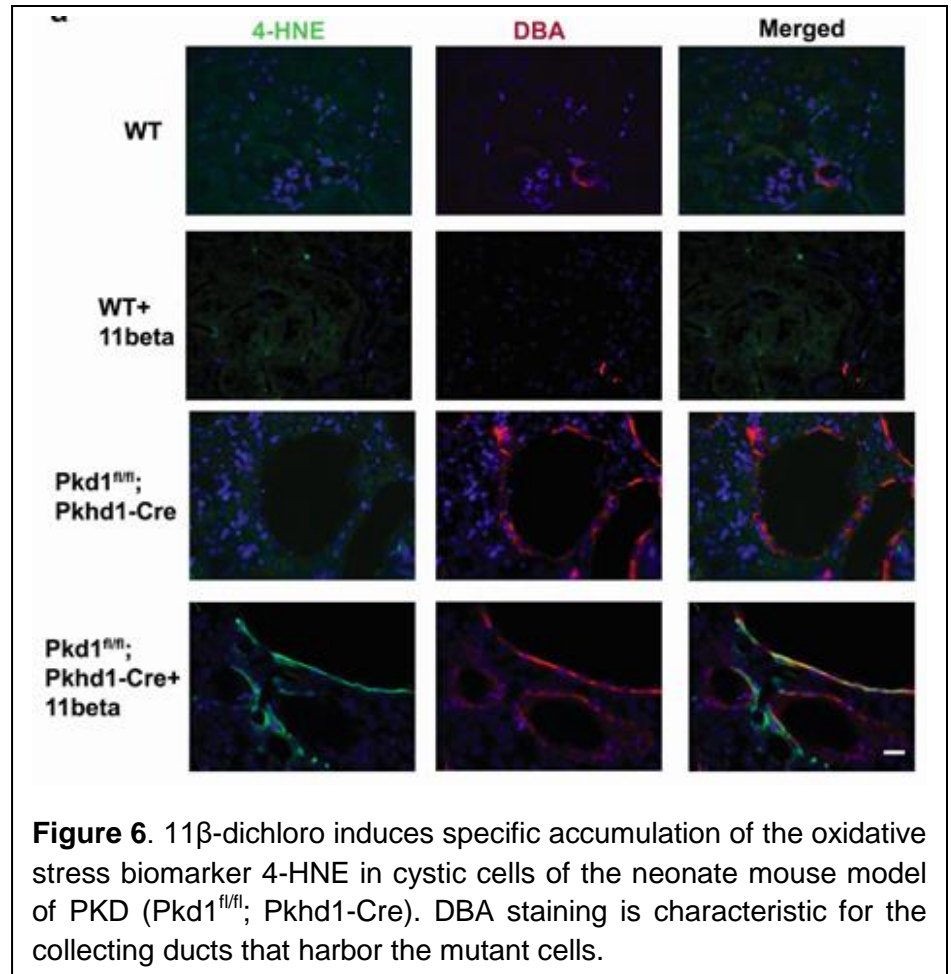 4-HNE DBA Merged
WT
WT+
11beta
Pkd1fl/fl;
Pkhd1-Cre
Pkd1fl/fl;
Pkhd1-Cre+
11beta
Figure 6. 11β-dichloro induces specific accumulation of the oxidative
stress biomarker 4-HNE in cystic cells of the neonate mouse model
of PKD (Pkd1fl/fl; Pkhd1-Cre). DBA staining is characteristic for the
collecting ducts that harbor the mutant cells.